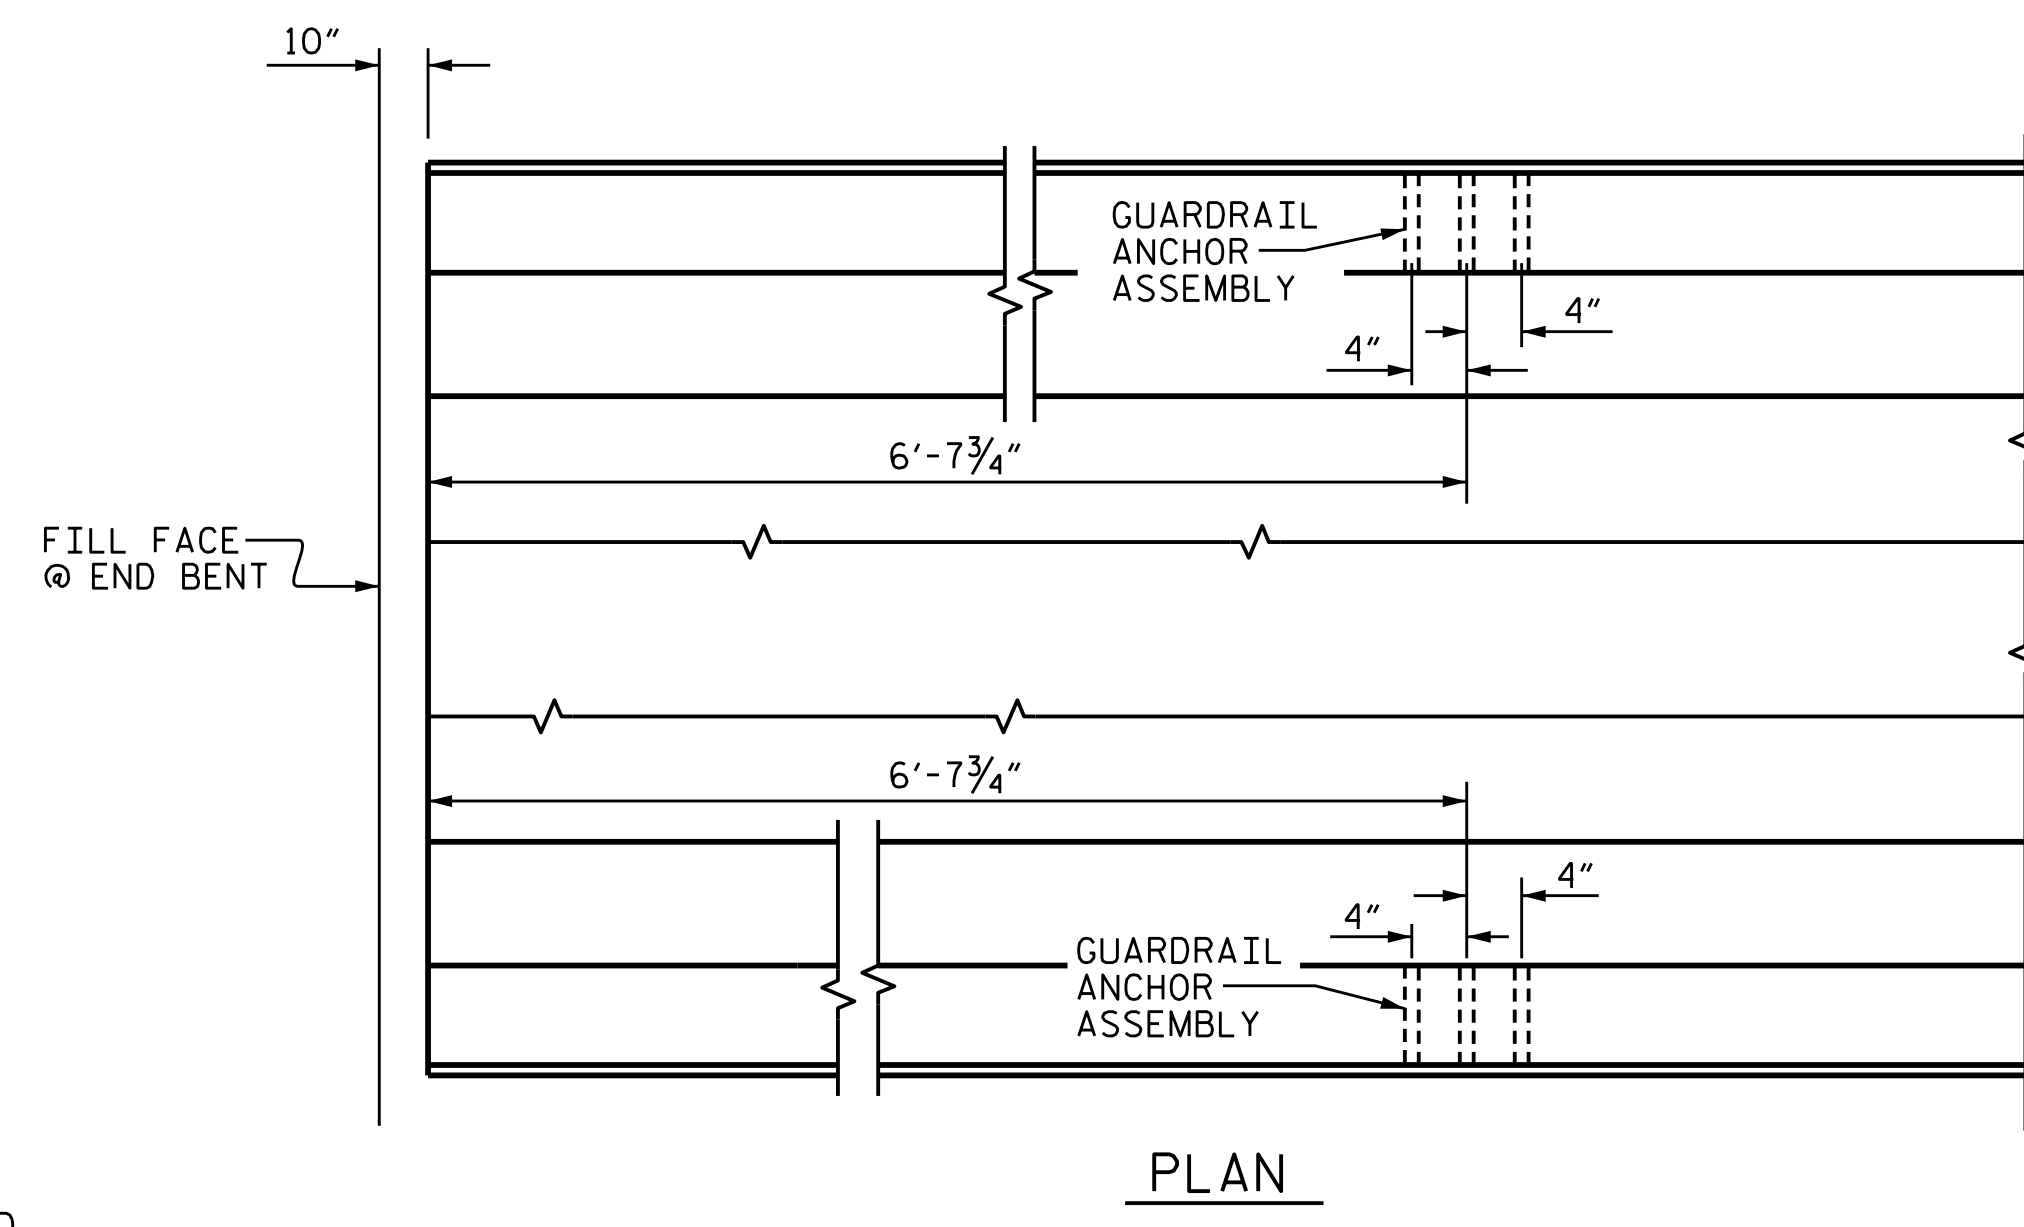 10"
GUARDRAIL
ANCHOR
ASSEMBLY
4"
4"
6'-7¾"
FILL FACE
@ END BENT
6'-7¾"
4"
4"
GUARDRAIL
ANCHOR
ASSEMBLY
PLAN